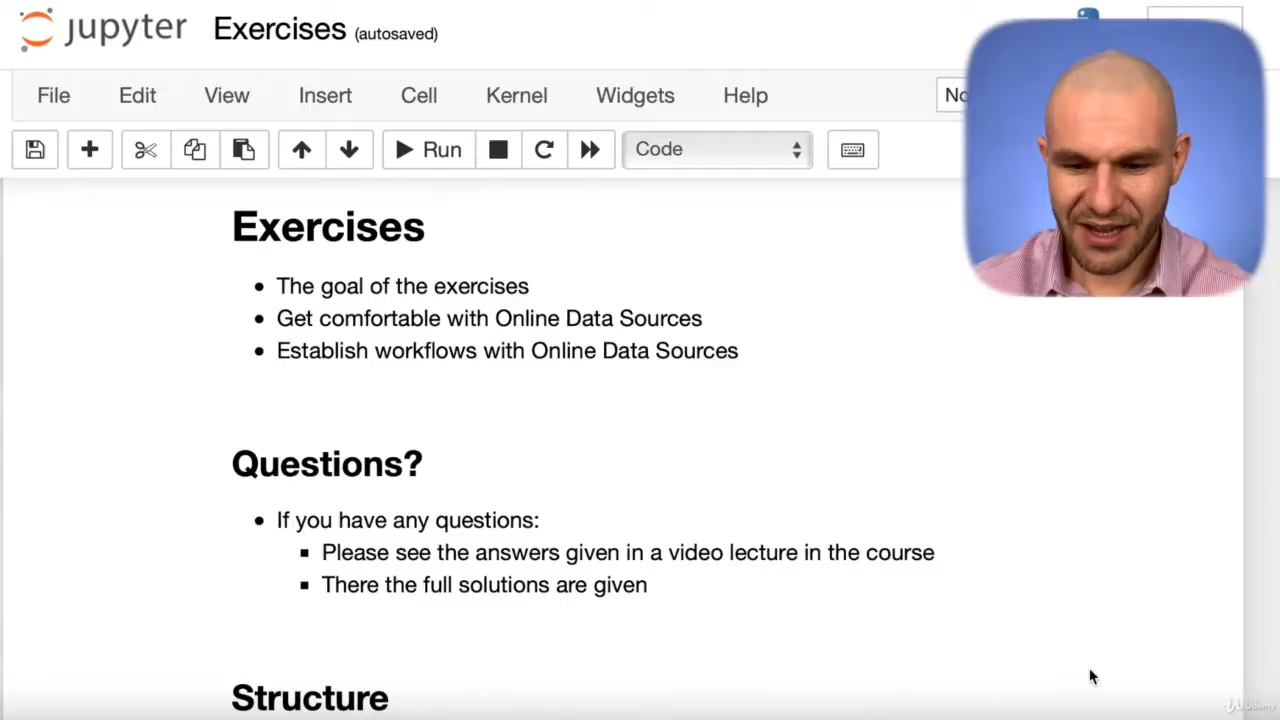 jupyter Exercises (autosaved)
File Edit View Insert Cell Kernel Widgets Help
Run Code
Exercises
The goal of the exercises
Get comfortable with Online Data Sources
Establish workflows with Online Data Sources
Questions?
If you have any questions:
Please see the answers given in a video lecture in the course
There the full solutions are given
Structure
Udemy